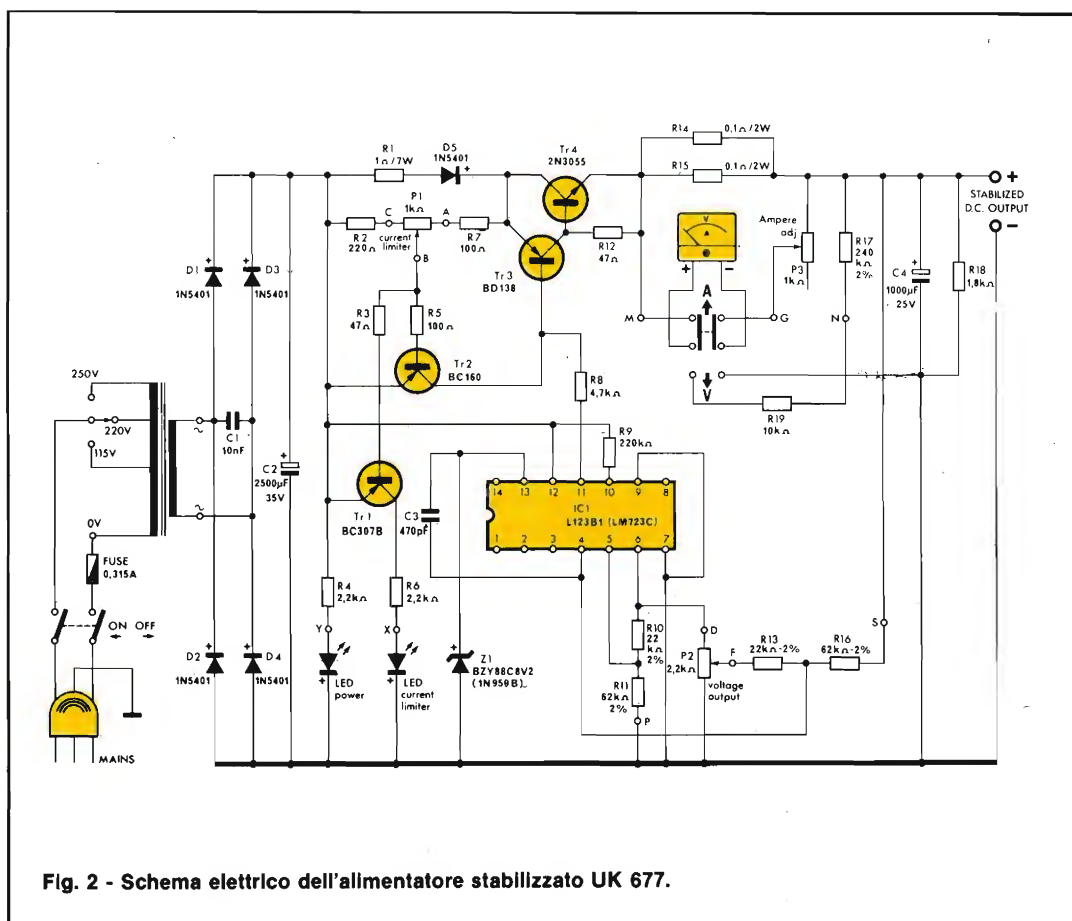 R14
0,1Ω/2W
R1
1Ω/7W
D5
1N5401
+
Tr4
2N3055
R15
0,1Ω/2W
+
STABILIZED
D.C. OUTPUT
−
P1
1kΩ
C
A
R2
220Ω
current
limiter
R7
100Ω
B
R12
47Ω
Tr3
BD138
V
A
+
−
Ampere
adj
P3
1kΩ
R17
240
kΩ
2%
C4
1000µF
25V
+
R18
1,8kΩ
D1
1N5401
+
D3
1N5401
+
R3
47Ω
R5
100Ω
Tr2
BC160
M
A
G
N
V
R8
4,7kΩ
R19
10kΩ
250V
220V
115V
0V
~
~
C1
10nF
C2
2500µF
35V
+
R9
220kΩ
Tr1
BC307B
C3
470pF
14
13
12
11
10
9
8
IC1
L123B1 (LM723C)
1
2
3
4
5
6
7
FUSE
0,315A
ON OFF
R4
2,2kΩ
R6
2,2kΩ
Y
X
R10
22
kΩ
2%
D
P2
2,2kΩ
F
R13
22kΩ-2%
R16
62kΩ-2%
S
voltage
output
D2
1N5401
+
D4
1N5401
+
+
LED
power
+
LED
current
limiter
Z1
BZY88C8V2
(1N959B)
+
R11
62kΩ
2%
P
MAINS
Fig. 2 - Schema elettrico dell'alimentatore stabilizzato UK 677.